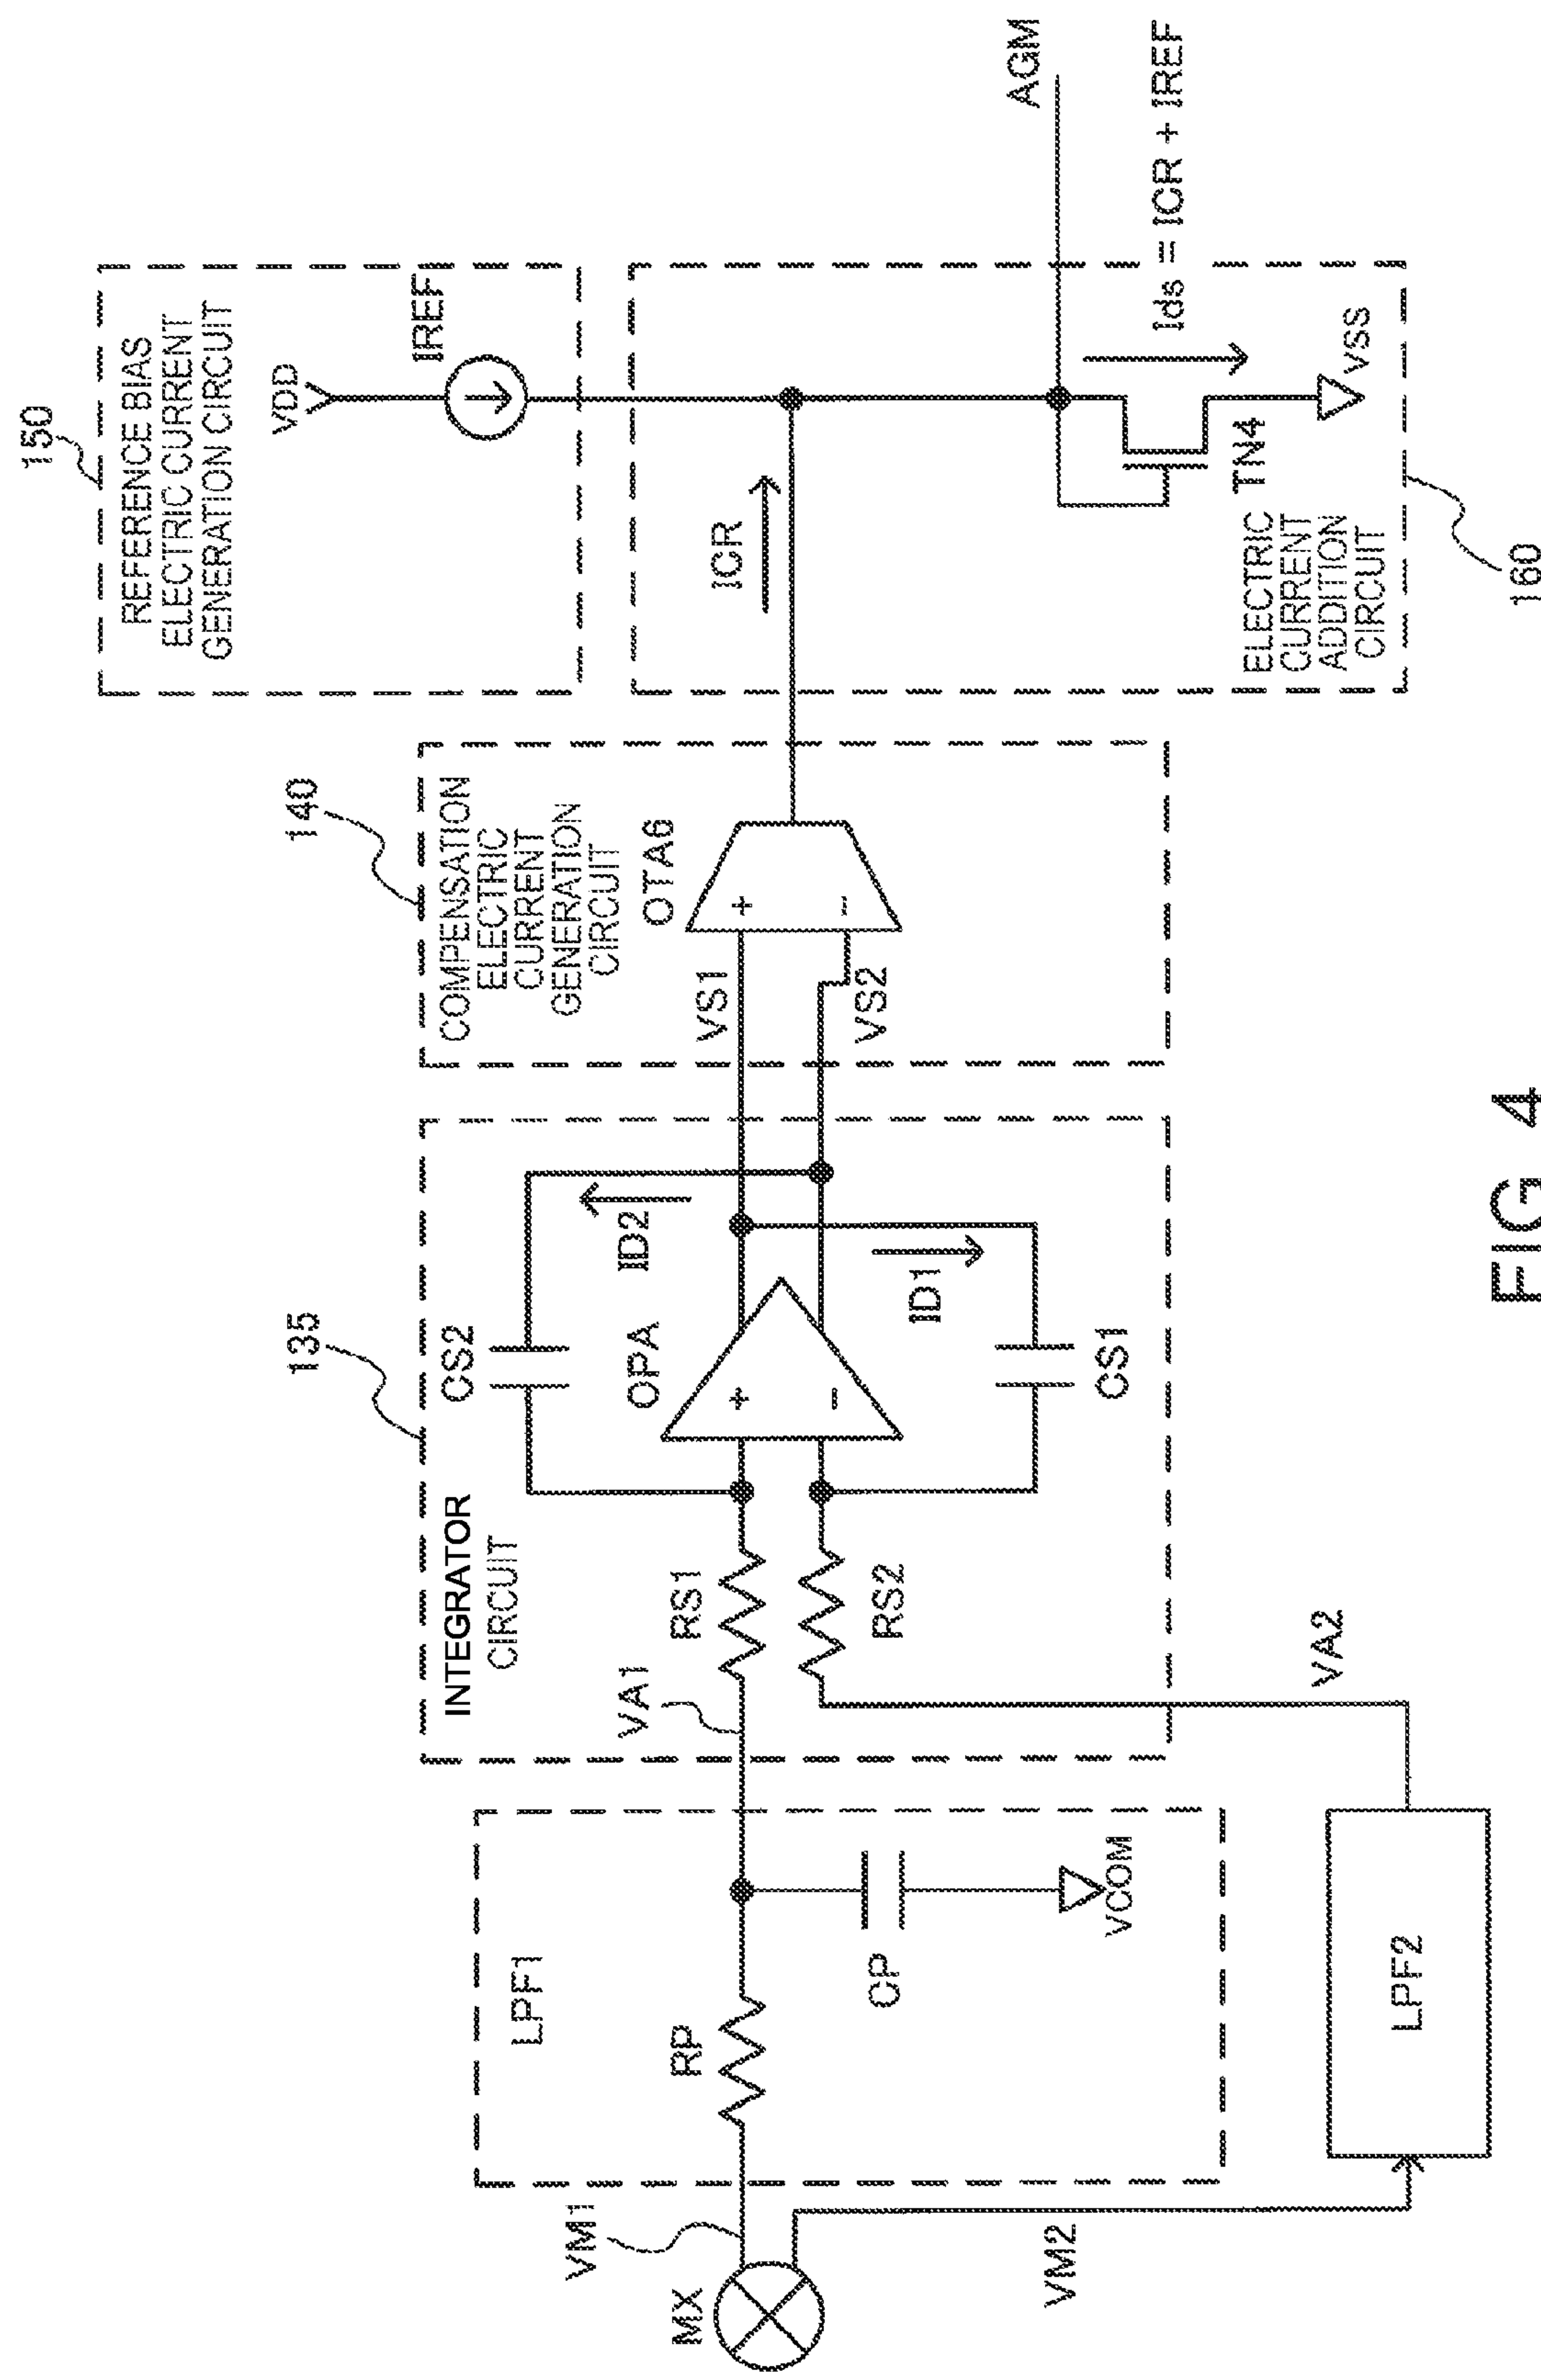 150
REFERENCE BIAS
ELECTRIC CURRENT
GENERATION CIRCUIT
VDD
IREF
140
COMPENSATION
ELECTRIC
CURRENT
GENERATION
CIRCUIT
OTA6
VS1
VS2
ICR
AGM
Ids = ICR + IREF
TN4
VSS
ELECTRIC
CURRENT
ADDITION
CIRCUIT
160
135
INTEGRATOR
CIRCUIT
CS2
ID2
OPA
+
−
+
−
ID1
CS1
RS1
RS2
VA1
VA2
LPF1
RP
CP
VCOM
LPF2
VM1
MX
VM2
FIG. 4